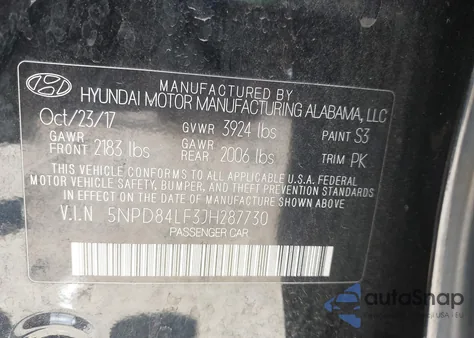 MANUFACTURED BY
HYUNDAI MOTOR MANUFACTURING ALABAMA, LLC
Oct/23/17 GVWR 3924 lbs PAINT S3
GAWR FRONT 2183 lbs GAWR REAR 2006 lbs TRIM PK
THIS VEHICLE CONFORMS TO ALL APPLICABLE U.S.A. FEDERAL
MOTOR VEHICLE SAFETY, BUMPER, AND THEFT PREVENTION STANDARDS
IN EFFECT ON THE DATE OF MANUFACTURE SHOWN ABOVE.
V.I.N 5NPD84LF3JH287730
PASSENGER CAR
autoSnap